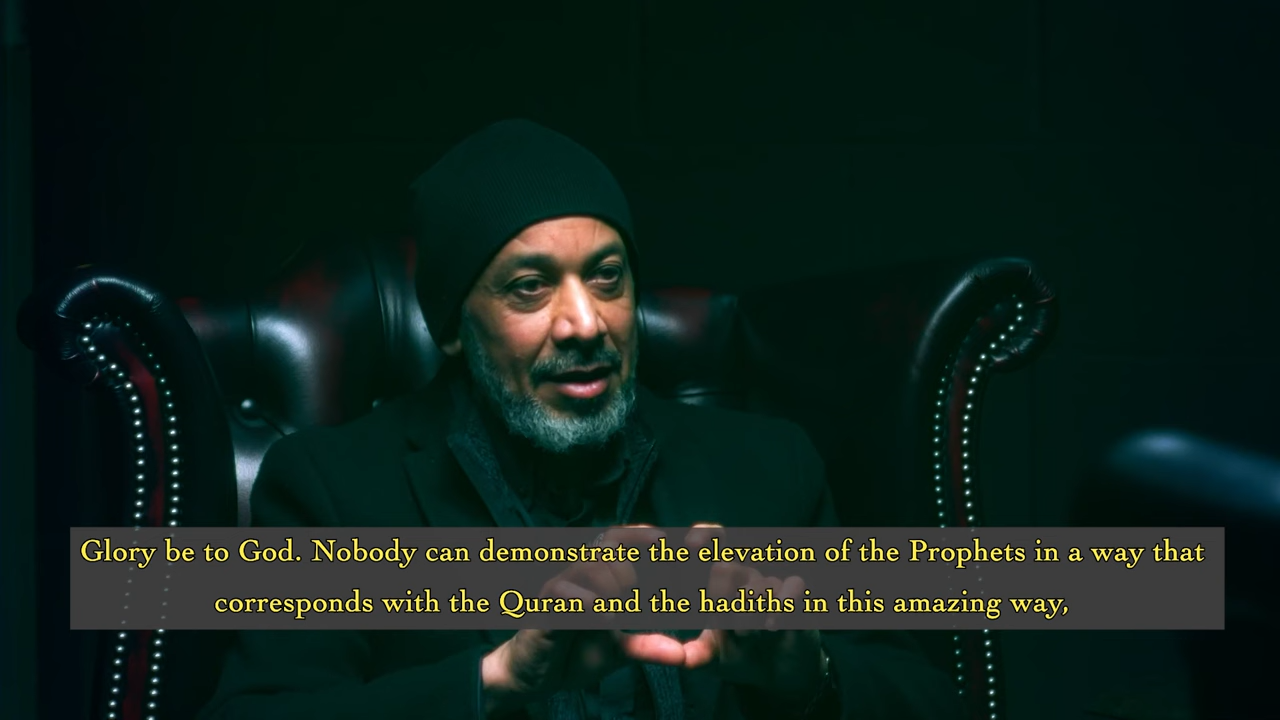 Glory be to God. Nobody can demonstrate the elevation of the Prophets in a way that
corresponds with the Quran and the hadiths in this amazing way,